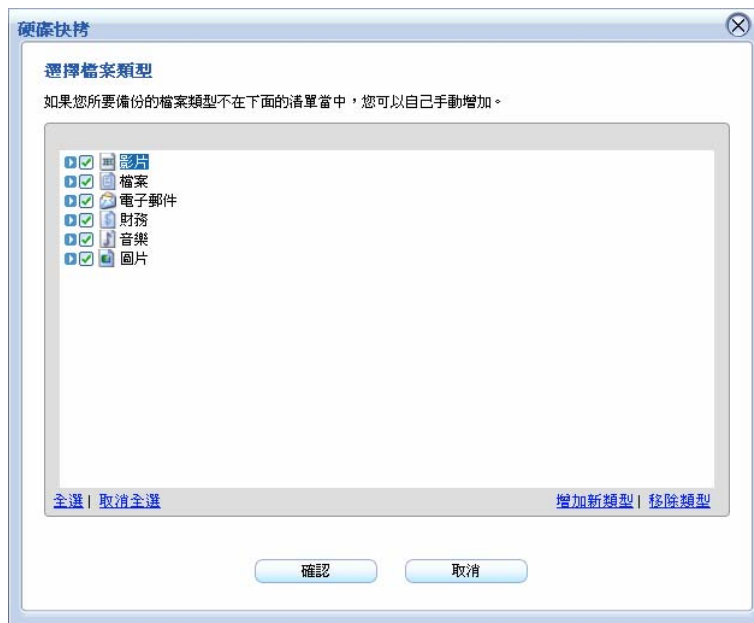 硬碟快拷
選擇檔案類型
如果您所要備份的檔案類型不在下面的清單當中，您可以自己手動增加。
影片
檔案
電子郵件
財務
音樂
圖片
全選 | 取消全選
增加新類型 | 移除類型
確認
取消